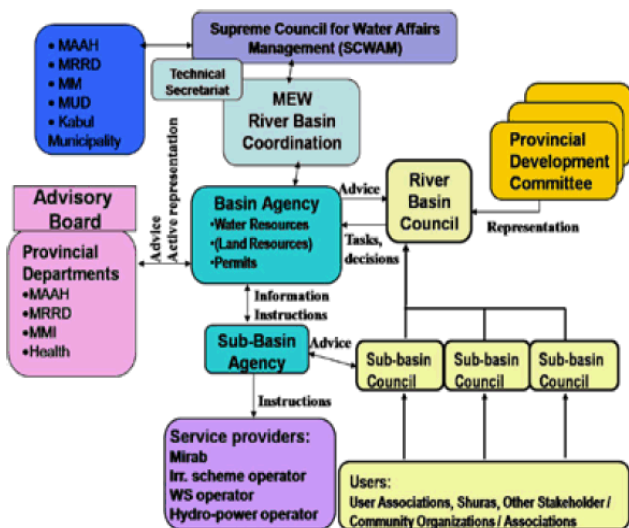 Supreme Council for Water Affairs
Management (SCWAM)
• MAAH
• MRRD
• MM
• MUD
• Kabul
Municipality
Technical
Secretariat
MEW
River Basin
Coordination
Provincial
Development
Committee
Advisory
Board
Provincial
Departments
•MAAH
•MRRD
•MMI
•Health
Advice
Active representation
Basin Agency
•Water Resources
•(Land Resources)
•Permits
Advice
Tasks,
decisions
River
Basin
Council
Representation
Information
Instructions
Sub-Basin
Agency
Advice
Sub-basin
Council
Sub-basin
Council
Sub-basin
Council
Instructions
Service providers:
Mirab
Irr. scheme operator
WS operator
Hydro-power operator
Users:
User Associations, Shuras, Other Stakeholder /
Community Organizations / Associations